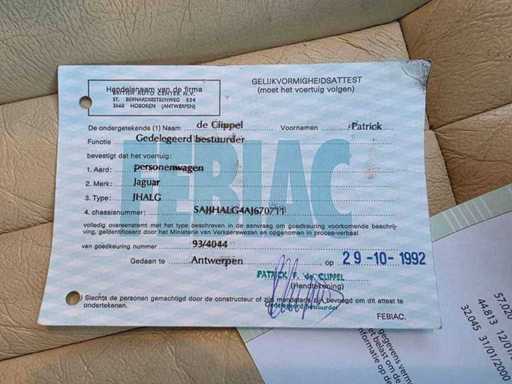 Handelsnaam van de firma
ST. BERNARDSESTEENWEG 534
2660 HOBOKEN (ANTWERPEN)
GELIJKVORMIGHEIDSATTEST
(moet het voertuig volgen)
De ondergetekende (1) Naam de Clippel Voornamen Patrick
Functie Gedelegeerd bestuurder
bevestigt dat het voertuig:
1. Aard: personenwagen
2. Merk: Jaguar
3. Type: JHALG
4. chassisnummer: SAJJHALG4AJ670711
FEBIAC
volledig overeenstemt met het type beschreven in de aanvraag om goedkeuring voorkomende beschrijving, geïdentificeerd door het Ministerie van Verkeerswezen en opgenomen in proces-verbaal
van goedkeuring nummer 93/4044
Gedaan te Antwerpen op 29-10-1992
PATRICK F. de CLIPPEL
(Handtekening)
Gedelegeerd bestuurder
Slechts de personen gemachtigd door de constructeur of zijn mandataris zijn bevoegd om dit attest te ondertekenen.
FEBIAC.
57.020
44.813 12/01
32.045 31/01/2000